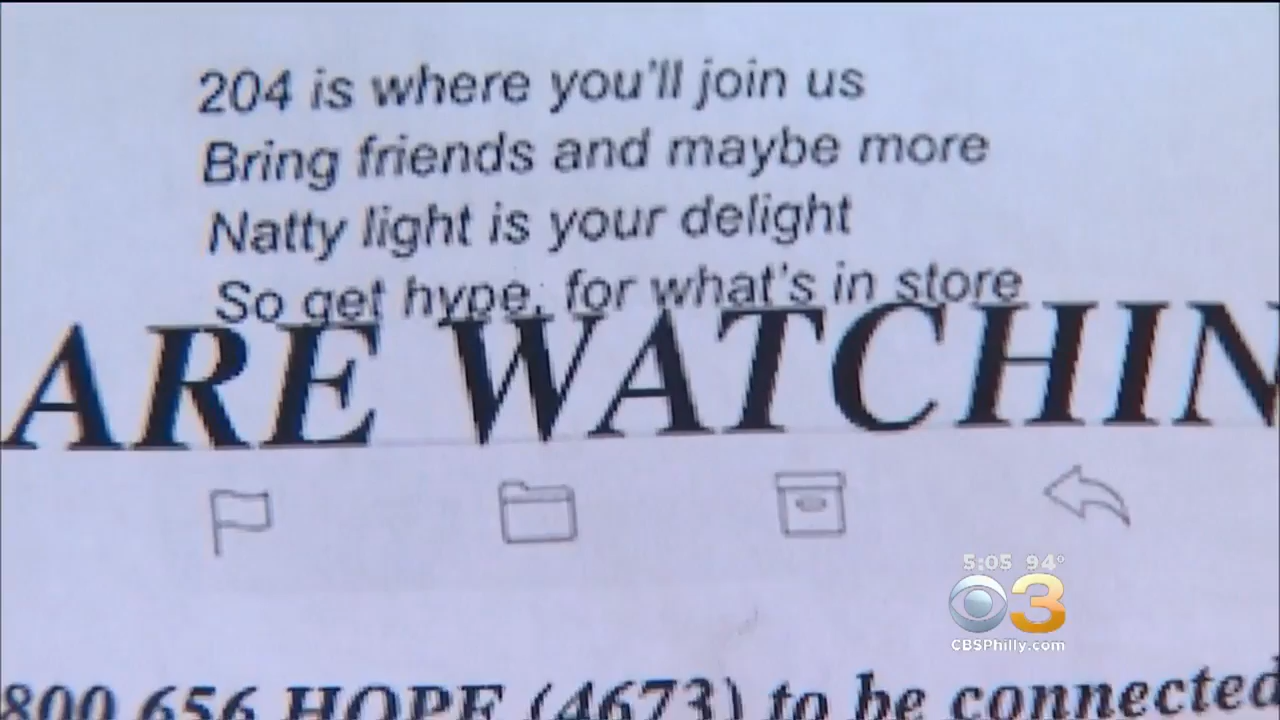 204 is where you'll join us
Bring friends and maybe more
Natty light is your delight
So get hype, for what's in store
ARE WATCHIN
5:05 94°
3
CBSPhilly.com
800 656 HOPE (4673) to be connected